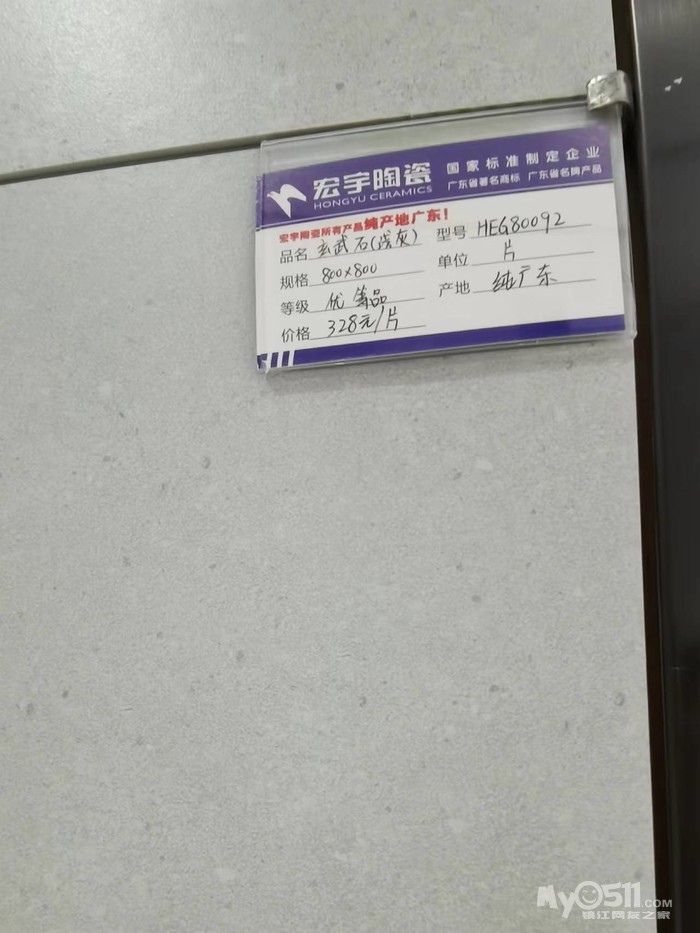 宏宇陶瓷 国家标准制定企业
HONGYU CERAMICS 广东省著名商标 广东省名牌产品
宏宇陶瓷所有产品纯产地广东!
品名 玄武石(浅灰) 型号 HEG80092
规格 800×800 单位 片
等级 优等品 产地 纯广东
价格 328元/片
My0511.COM
镇江网友之家